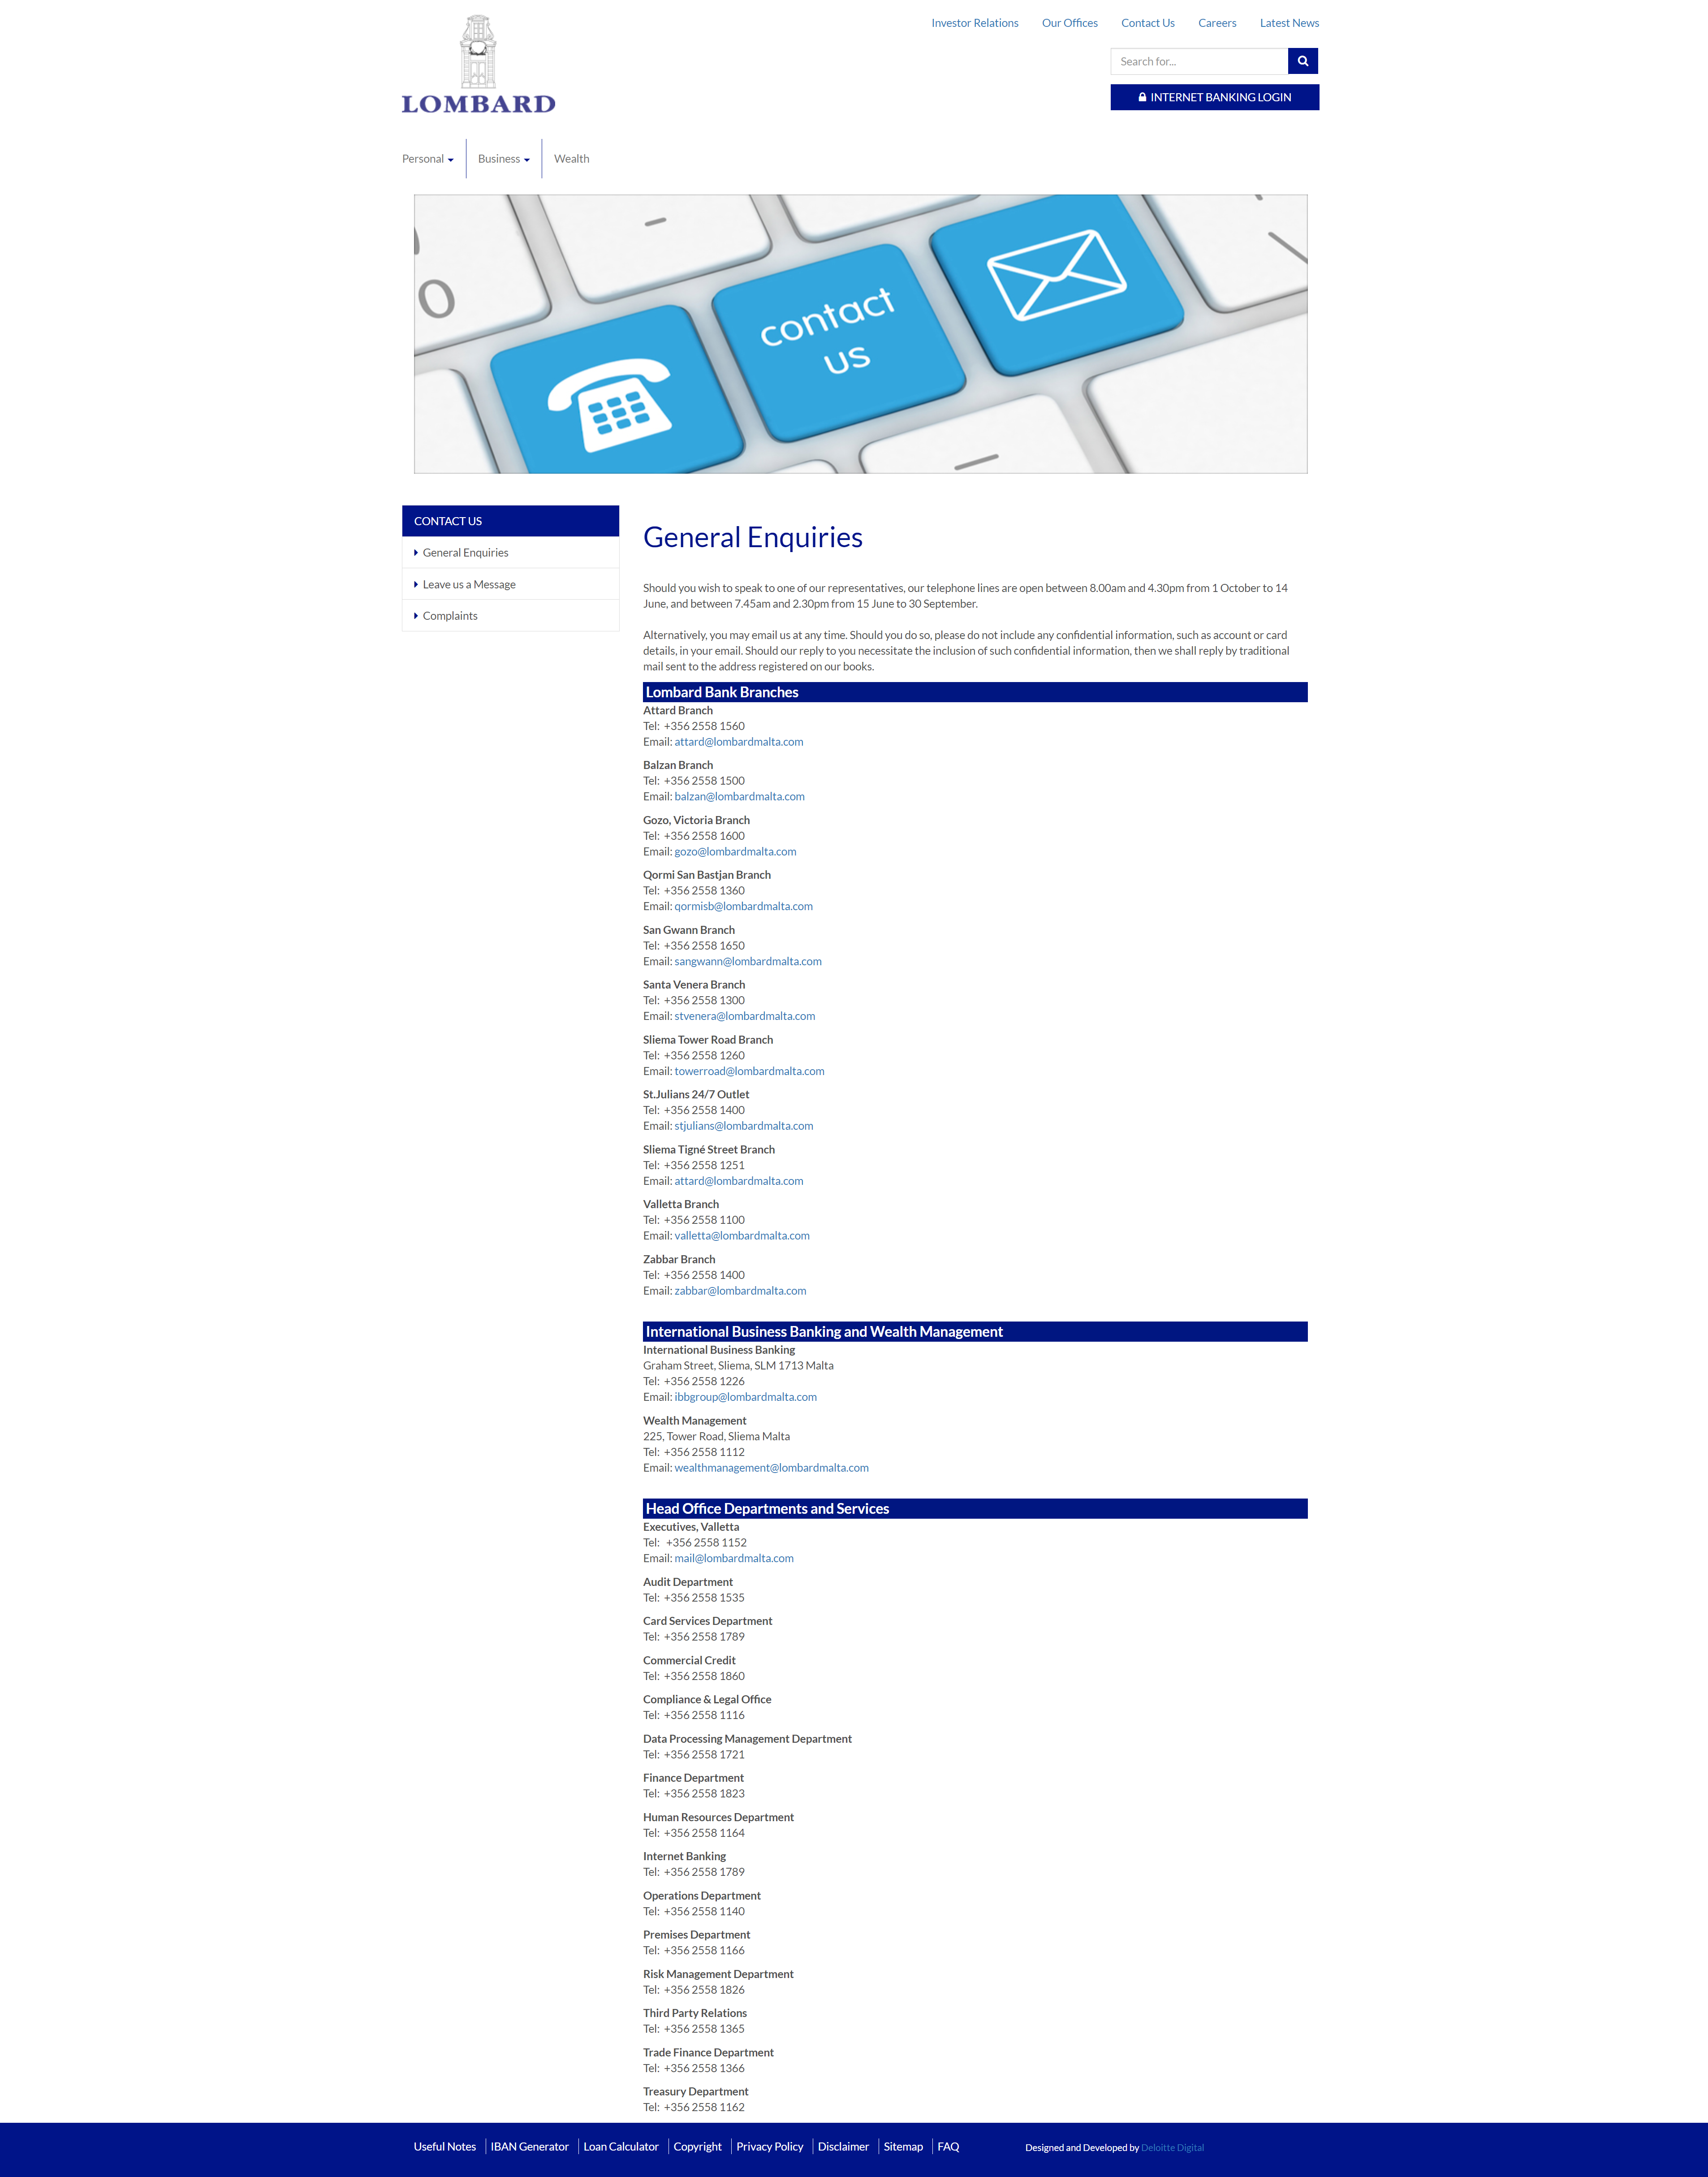 LOMBARD
Investor Relations
Our Offices
Contact Us
Careers
Latest News
Search for...
INTERNET BANKING LOGIN
Personal
Business
Wealth
contact
us
CONTACT US
General Enquiries
Leave us a Message
Complaints
General Enquiries
Should you wish to speak to one of our representatives, our telephone lines are open between 8.00am and 4.30pm from 1 October to 14
June, and between 7.45am and 2.30pm from 15 June to 30 September.
Alternatively, you may email us at any time. Should you do so, please do not include any confidential information, such as account or card
details, in your email. Should our reply to you necessitate the inclusion of such confidential information, then we shall reply by traditional
mail sent to the address registered on our books.
Lombard Bank Branches
Attard Branch
Tel: +356 2558 1560
Email: attard@lombardmalta.com
Balzan Branch
Tel: +356 2558 1500
Email: balzan@lombardmalta.com
Gozo, Victoria Branch
Tel: +356 2558 1600
Email: gozo@lombardmalta.com
Qormi San Bastjan Branch
Tel: +356 2558 1360
Email: qormisb@lombardmalta.com
San Gwann Branch
Tel: +356 2558 1650
Email: sangwann@lombardmalta.com
Santa Venera Branch
Tel: +356 2558 1300
Email: stvenera@lombardmalta.com
Sliema Tower Road Branch
Tel: +356 2558 1260
Email: towerroad@lombardmalta.com
St.Julians 24/7 Outlet
Tel: +356 2558 1400
Email: stjulians@lombardmalta.com
Sliema Tigné Street Branch
Tel: +356 2558 1251
Email: attard@lombardmalta.com
Valletta Branch
Tel: +356 2558 1100
Email: valletta@lombardmalta.com
Zabbar Branch
Tel: +356 2558 1400
Email: zabbar@lombardmalta.com
International Business Banking and Wealth Management
International Business Banking
Graham Street, Sliema, SLM 1713 Malta
Tel: +356 2558 1226
Email: ibbgroup@lombardmalta.com
Wealth Management
225, Tower Road, Sliema Malta
Tel: +356 2558 1112
Email: wealthmanagement@lombardmalta.com
Head Office Departments and Services
Executives, Valletta
Tel: +356 2558 1152
Email: mail@lombardmalta.com
Audit Department
Tel: +356 2558 1535
Card Services Department
Tel: +356 2558 1789
Commercial Credit
Tel: +356 2558 1860
Compliance & Legal Office
Tel: +356 2558 1116
Data Processing Management Department
Tel: +356 2558 1721
Finance Department
Tel: +356 2558 1823
Human Resources Department
Tel: +356 2558 1164
Internet Banking
Tel: +356 2558 1789
Operations Department
Tel: +356 2558 1140
Premises Department
Tel: +356 2558 1166
Risk Management Department
Tel: +356 2558 1826
Third Party Relations
Tel: +356 2558 1365
Trade Finance Department
Tel: +356 2558 1366
Treasury Department
Tel: +356 2558 1162
Useful Notes
IBAN Generator
Loan Calculator
Copyright
Privacy Policy
Disclaimer
Sitemap
FAQ
Designed and Developed by Deloitte Digital